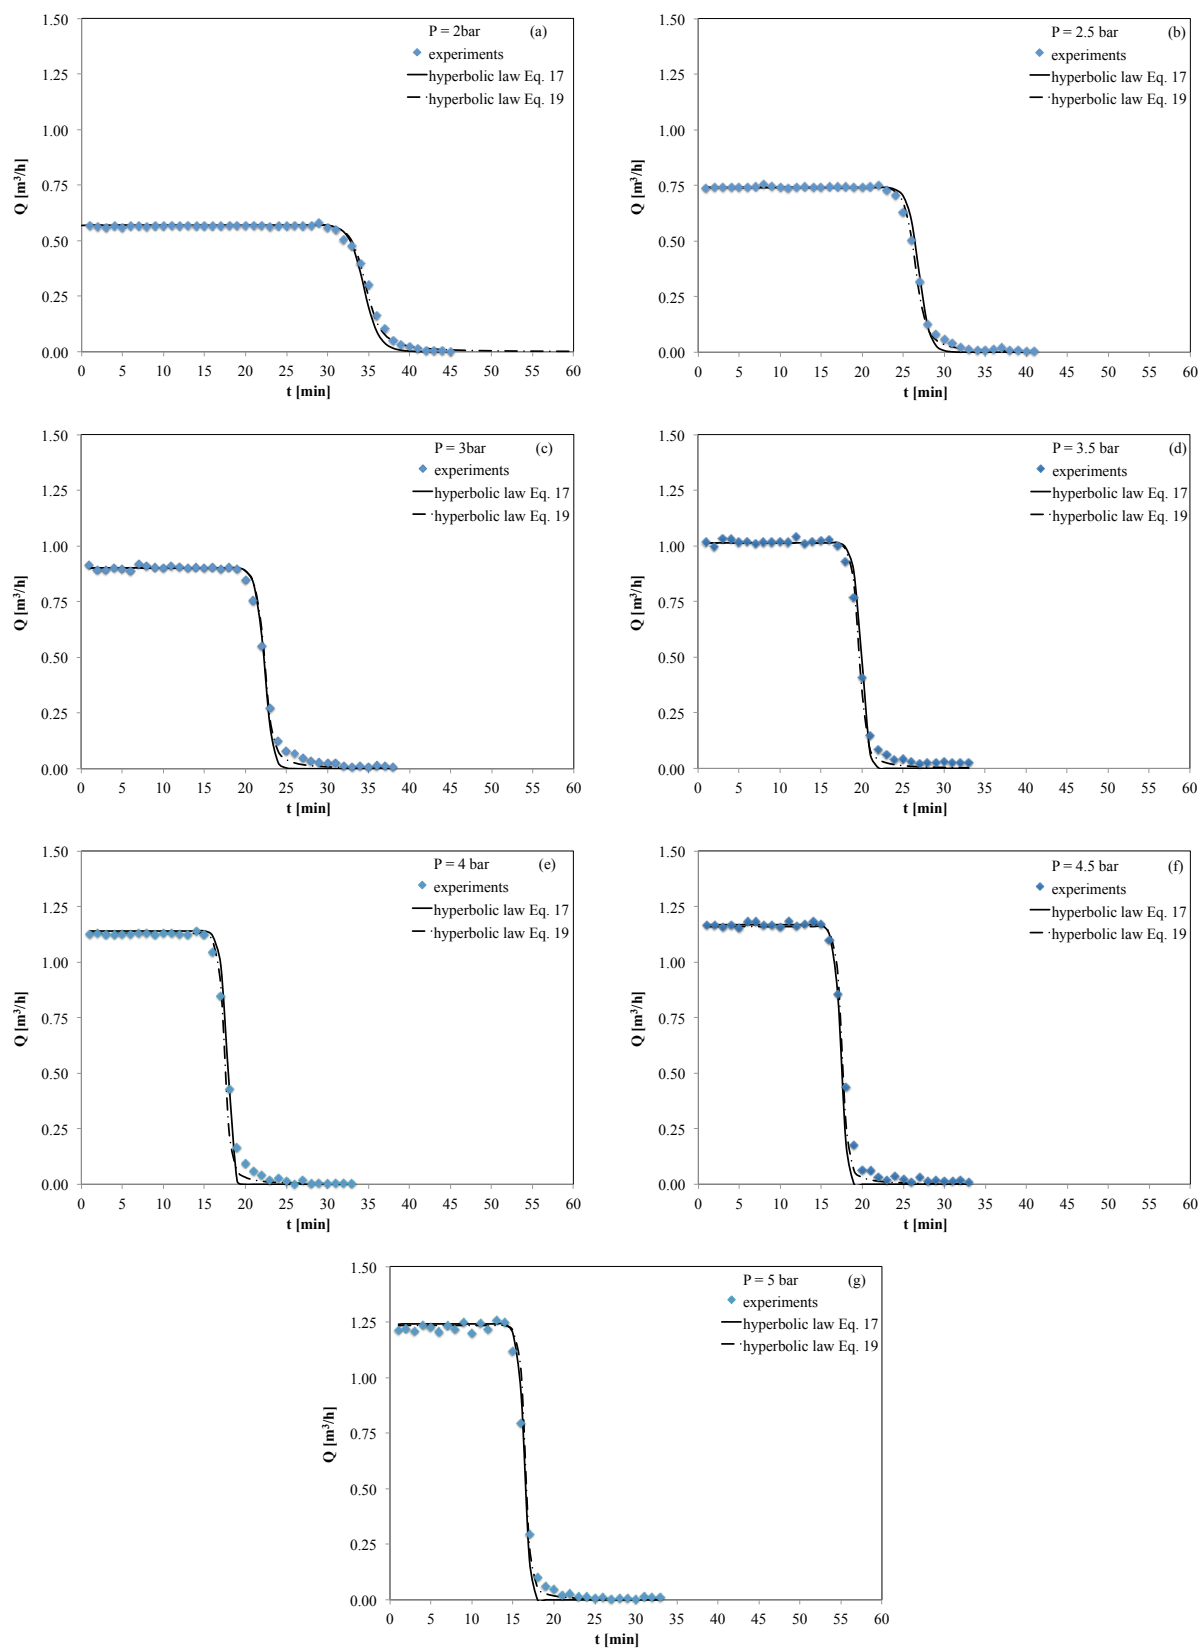 P = 2bar (a)
experiments
hyperbolic law Eq. 17
hyperbolic law Eq. 19
1.50
1.25
1.00
0.75
0.50
0.25
0.00
Q [m³/h]
0 5 10 15 20 25 30 35 40 45 50 55 60
t [min]
P = 2.5 bar (b)
experiments
hyperbolic law Eq. 17
hyperbolic law Eq. 19
1.50
1.25
1.00
0.75
0.50
0.25
0.00
Q [m³/h]
0 5 10 15 20 25 30 35 40 45 50 55 60
t [min]
P = 3bar (c)
experiments
hyperbolic law Eq. 17
hyperbolic law Eq. 19
1.50
1.25
1.00
0.75
0.50
0.25
0.00
Q [m³/h]
0 5 10 15 20 25 30 35 40 45 50 55 60
t [min]
P = 3.5 bar (d)
experiments
hyperbolic law Eq. 17
hyperbolic law Eq. 19
1.50
1.25
1.00
0.75
0.50
0.25
0.00
Q [m³/h]
0 5 10 15 20 25 30 35 40 45 50 55 60
t [min]
P = 4 bar (e)
experiments
hyperbolic law Eq. 17
hyperbolic law Eq. 19
1.50
1.25
1.00
0.75
0.50
0.25
0.00
Q [m³/h]
0 5 10 15 20 25 30 35 40 45 50 55 60
t [min]
P = 4.5 bar (f)
experiments
hyperbolic law Eq. 17
hyperbolic law Eq. 19
1.50
1.25
1.00
0.75
0.50
0.25
0.00
Q [m³/h]
0 5 10 15 20 25 30 35 40 45 50 55 60
t [min]
P = 5 bar (g)
experiments
hyperbolic law Eq. 17
hyperbolic law Eq. 19
1.50
1.25
1.00
0.75
0.50
0.25
0.00
Q [m³/h]
0 5 10 15 20 25 30 35 40 45 50 55 60
t [min]